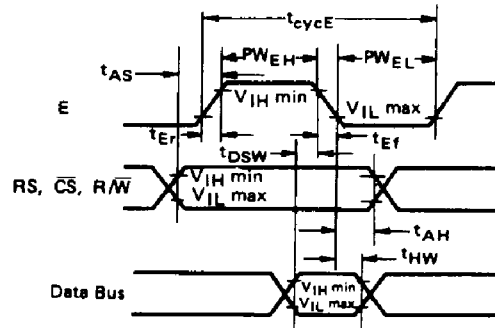 tcycE
PWEH PWEL
tAS
E VIH min VIL max
tEr tEf
tDSW
RS, CS, R/W VIH min
VIL max
tAH
tHW
Data Bus VIH min
VIL max